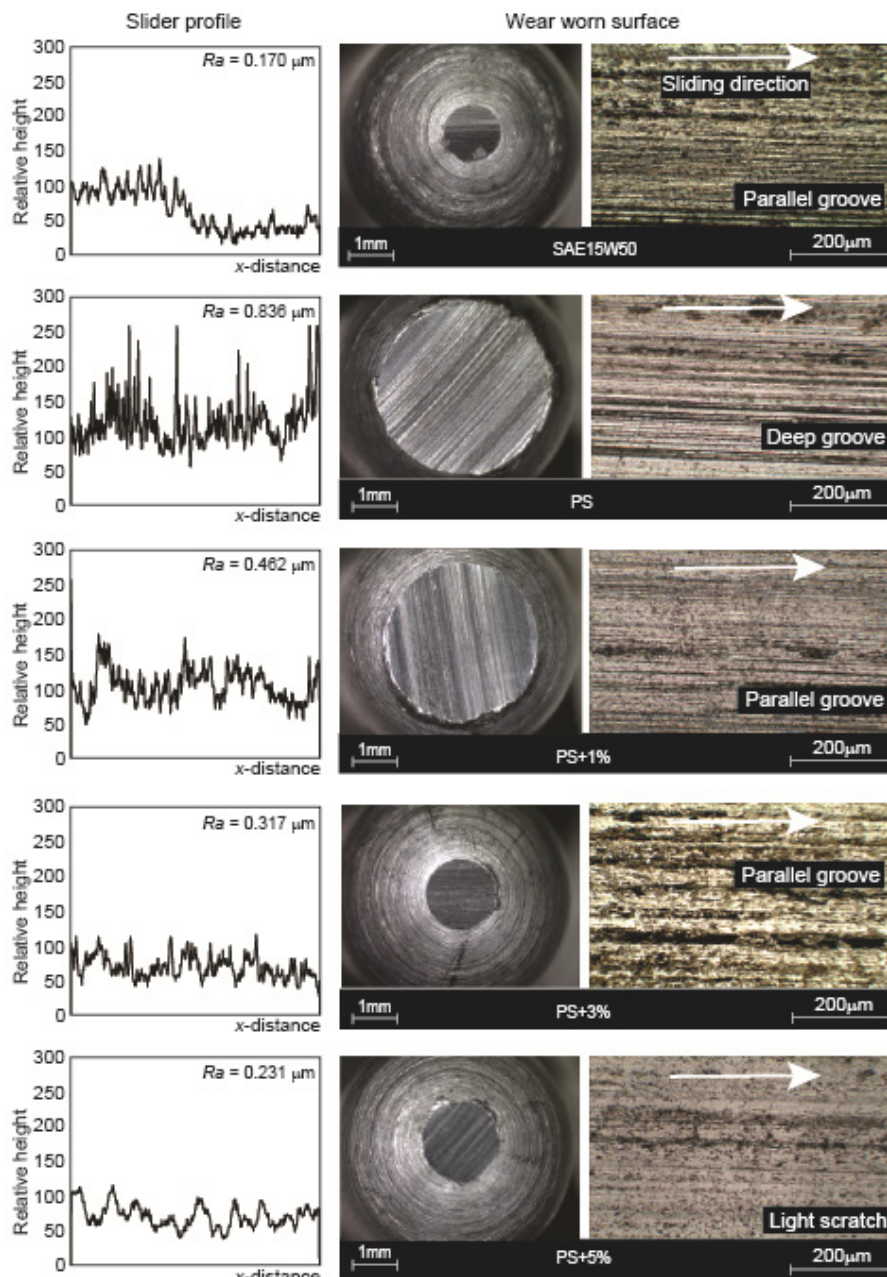 Slider profile
Wear worn surface
300
250
200
150
100
50
0
Relative height
Ra = 0.170 µm
x-distance
1mm
SAE15W50
Sliding direction
Parallel groove
200µm
300
250
200
150
100
50
0
Relative height
Ra = 0.836 µm
x-distance
1mm
PS
Deep groove
200µm
300
250
200
150
100
50
0
Relative height
Ra = 0.462 µm
x-distance
1mm
PS+1%
Parallel groove
200µm
300
250
200
150
100
50
0
Relative height
Ra = 0.317 µm
x-distance
1mm
PS+3%
Parallel groove
200µm
300
250
200
150
100
50
0
Relative height
Ra = 0.231 µm
x-distance
1mm
PS+5%
Light scratch
200µm